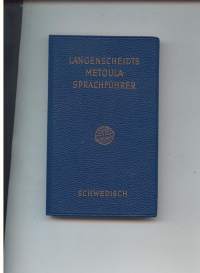 LANGENSCHEIDTS
METOULA-
SPRACHFÜHRER
SCHWEDISCH